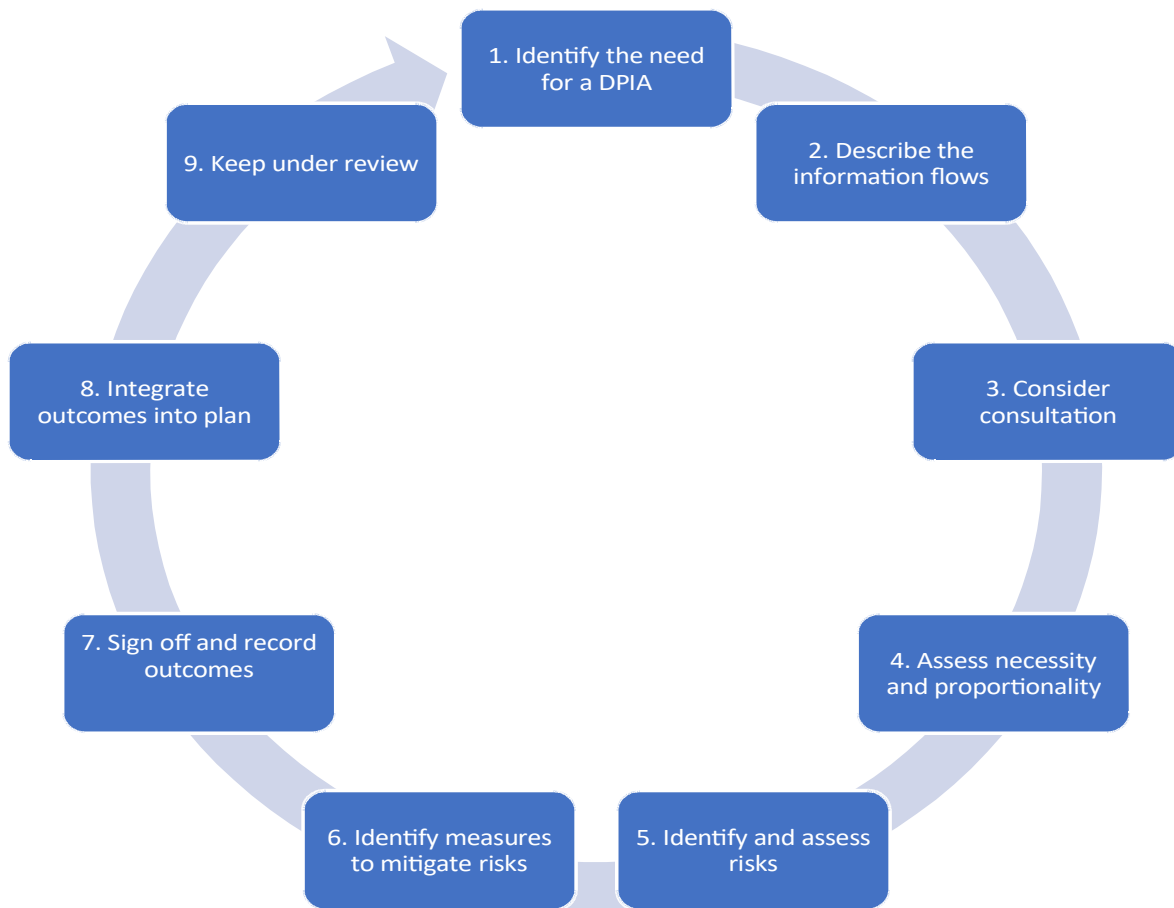 1. Identify the need
for a DPIA
2. Describe the
information flows
3. Consider
consultation
4. Assess necessity
and proportionality
5. Identify and assess
risks
6. Identify measures
to mitigate risks
7. Sign off and record
outcomes
8. Integrate
outcomes into plan
9. Keep under review